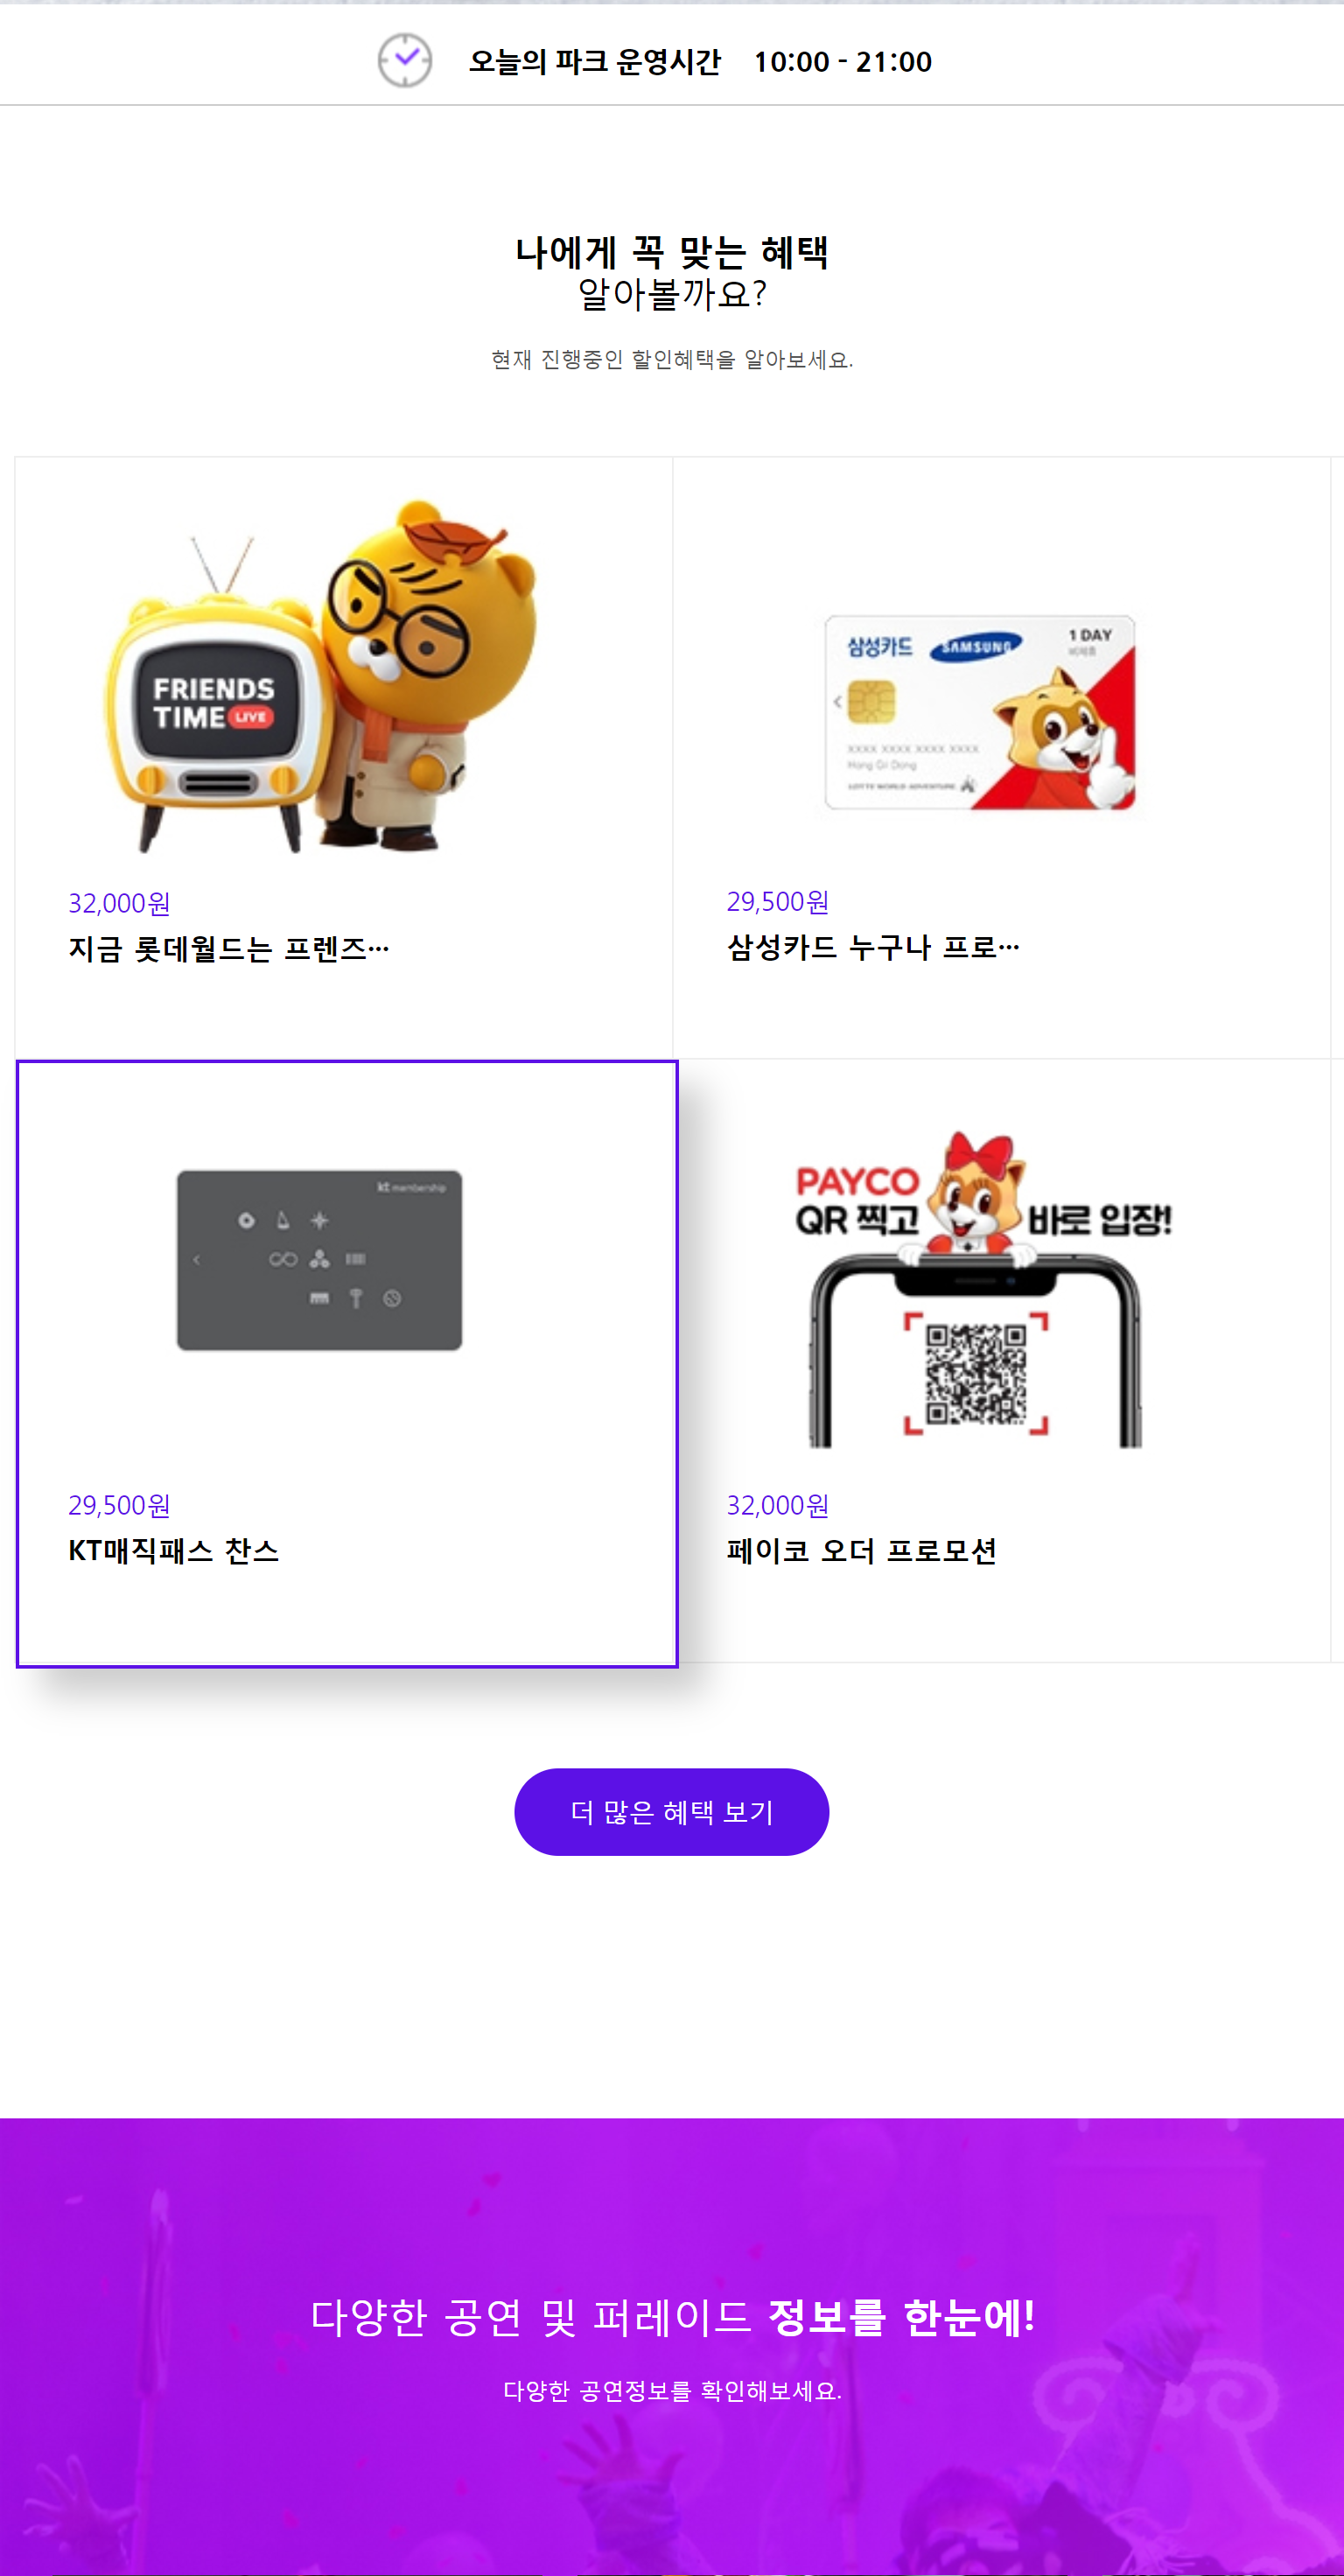 오늘의 파크 운영시간 10:00 - 21:00
나에게 꼭 맞는 혜택
알아볼까요?
현재 진행중인 할인혜택을 알아보세요.
FRIENDS
TIME LIVE
32,000원
지금 롯데월드는 프렌즈···
삼성카드 SAMSUNG 1 DAY
XXXX XXXX XXXX XXXX
Hong Gil Dong
LOTTE WORLD ADVENTURE
29,500원
삼성카드 누구나 프로···
kt membership
29,500원
KT매직패스 찬스
PAYCO
QR 찍고 바로 입장!
32,000원
페이코 오더 프로모션
더 많은 혜택 보기
다양한 공연 및 퍼레이드 정보를 한눈에!
다양한 공연정보를 확인해보세요.